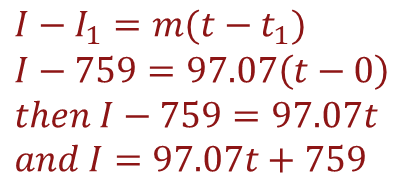 I − I₁ = m(t − t₁)
I − 759 = 97.07(t − 0)
then I − 759 = 97.07t
and I = 97.07t + 759